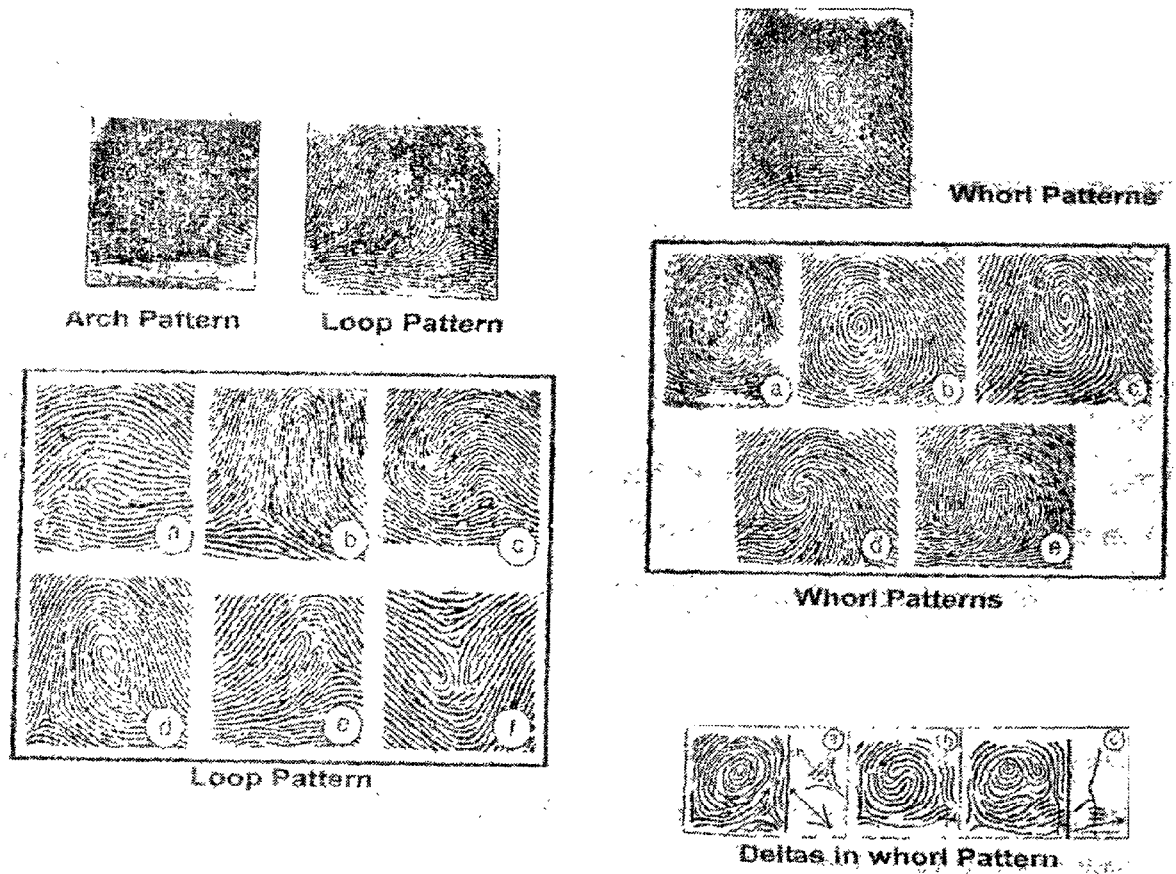 Whorl Patterns
Arch Pattern
Loop Pattern
a
b
c
d
e
a
b
c
d
e
f
Whorl Patterns
Loop Pattern
a
b
c
Deltas in whorl Pattern